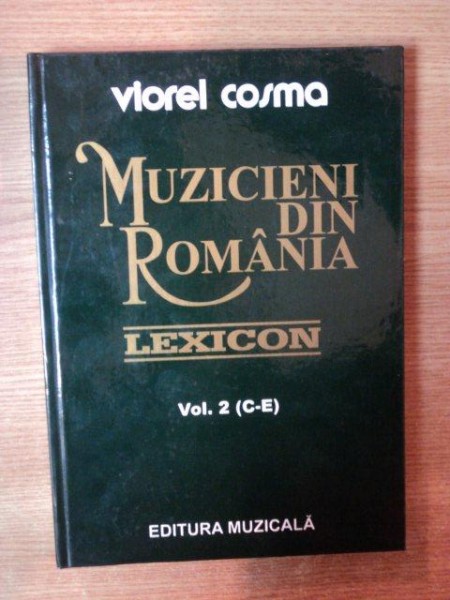 viorel cosma
MUZICIENI
DIN
ROMÂNIA
LEXICON
Vol. 2 (C-E)
EDITURA MUZICALĂ